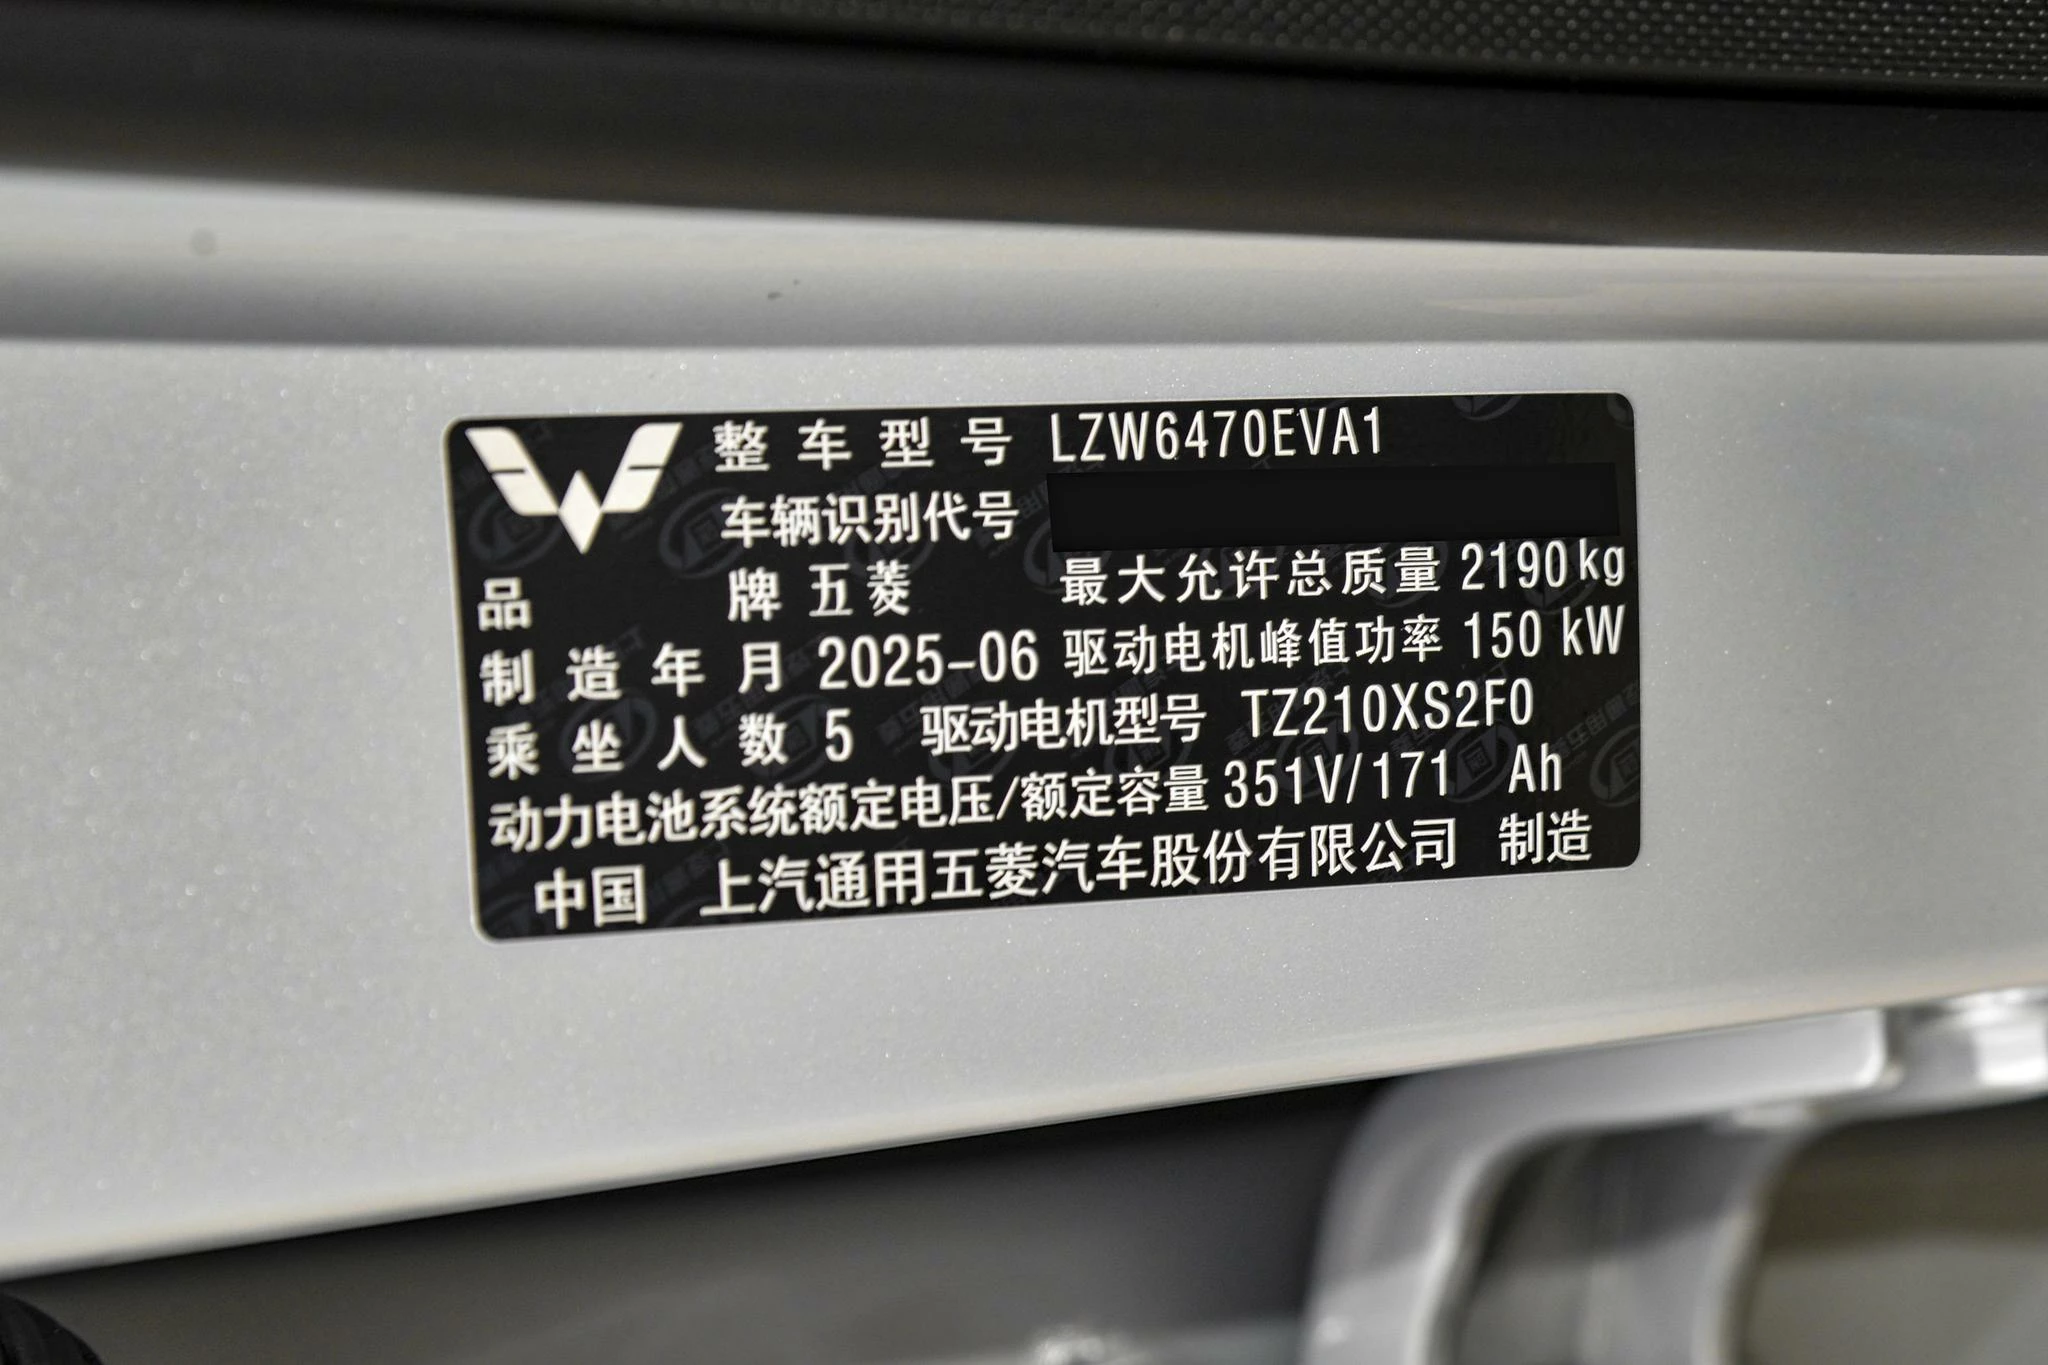 整车型号 LZW6470EVA1
车辆识别代号
品牌 五菱 最大允许总质量 2190kg
制造年月 2025-06 驱动电机峰值功率 150 kW
乘坐人数 5 驱动电机型号 TZ210XS2F0
动力电池系统额定电压/额定容量 351V/171 Ah
中国 上汽通用五菱汽车股份有限公司 制造